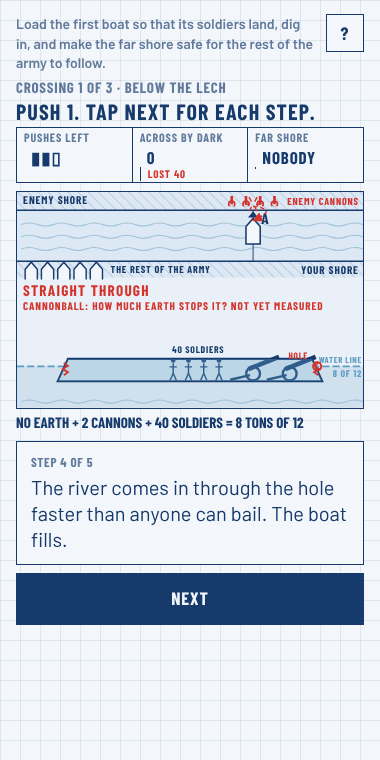 Load the first boat so that its soldiers land, dig
in, and make the far shore safe for the rest of the
army to follow.
?
CROSSING 1 OF 3 · BELOW THE LECH
PUSH 1. TAP NEXT FOR EACH STEP.
PUSHES LEFT
ACROSS BY DARK
0
LOST 40
FAR SHORE
NOBODY
ENEMY SHORE
ENEMY CANNONS
A
THE REST OF THE ARMY
YOUR SHORE
STRAIGHT THROUGH
CANNONBALL: HOW MUCH EARTH STOPS IT? NOT YET MEASURED
40 SOLDIERS
HOLE
WATER LINE
8 OF 12
NO EARTH + 2 CANNONS + 40 SOLDIERS = 8 TONS OF 12
STEP 4 OF 5
The river comes in through the hole
faster than anyone can bail. The boat
fills.
NEXT